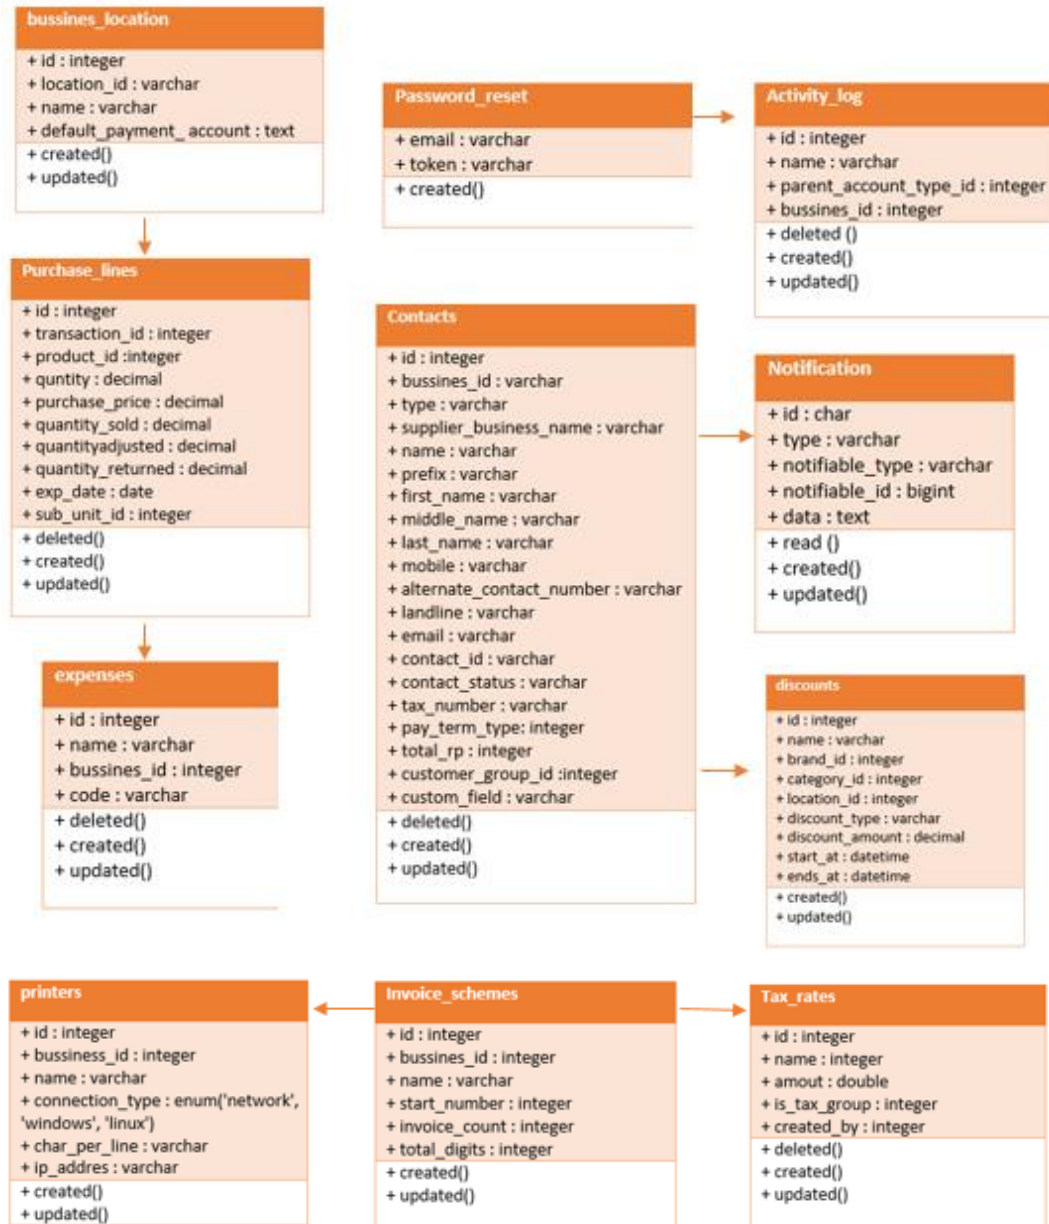 bussines_location
+ id : integer
+ location_id : varchar
+ name : varchar
+ default_payment_ account : text
+ created()
+ updated()
Password_reset
+ email : varchar
+ token : varchar
+ created()
Activity_log
+ id : integer
+ name : varchar
+ parent_account_type_id : integer
+ bussines_id : integer
+ deleted ()
+ created()
+ updated()
Purchase_lines
+ id : integer
+ transaction_id : integer
+ product_id :integer
+ quntity : decimal
+ purchase_price : decimal
+ quantity_sold : decimal
+ quantityadjusted : decimal
+ quantity_returned : decimal
+ exp_date : date
+ sub_unit_id : integer
+ deleted()
+ created()
+ updated()
Contacts
+ id : integer
+ bussines_id : varchar
+ type : varchar
+ supplier_business_name : varchar
+ name : varchar
+ prefix : varchar
+ first_name : varchar
+ middle_name : varchar
+ last_name : varchar
+ mobile : varchar
+ alternate_contact_number : varchar
+ landline : varchar
+ email : varchar
+ contact_id : varchar
+ contact_status : varchar
+ tax_number : varchar
+ pay_term_type: integer
+ total_rp : integer
+ customer_group_id :integer
+ custom_field : varchar
+ deleted()
+ created()
+ updated()
Notification
+ id : char
+ type : varchar
+ notifiable_type : varchar
+ notifiable_id : bigint
+ data : text
+ read ()
+ created()
+ updated()
expenses
+ id : integer
+ name : varchar
+ bussines_id : integer
+ code : varchar
+ deleted()
+ created()
+ updated()
discounts
+ id : integer
+ name : varchar
+ brand_id : integer
+ category_id : integer
+ location_id : integer
+ discount_type : varchar
+ discount_amount : decimal
+ start_at : datetime
+ ends_at : datetime
+ created()
+ updated()
printers
+ id : integer
+ bussiness_id : integer
+ name : varchar
+ connection_type : enum('network',
'windows', 'linux')
+ char_per_line : varchar
+ ip_addres : varchar
+ created()
+ updated()
Invoice_schemes
+ id : integer
+ bussines_id : integer
+ name : varchar
+ start_number : integer
+ invoice_count : integer
+ total_digits : integer
+ created()
+ updated()
Tax_rates
+ id : integer
+ name : integer
+ amout : double
+ is_tax_group : integer
+ created_by : integer
+ deleted()
+ created()
+ updated()